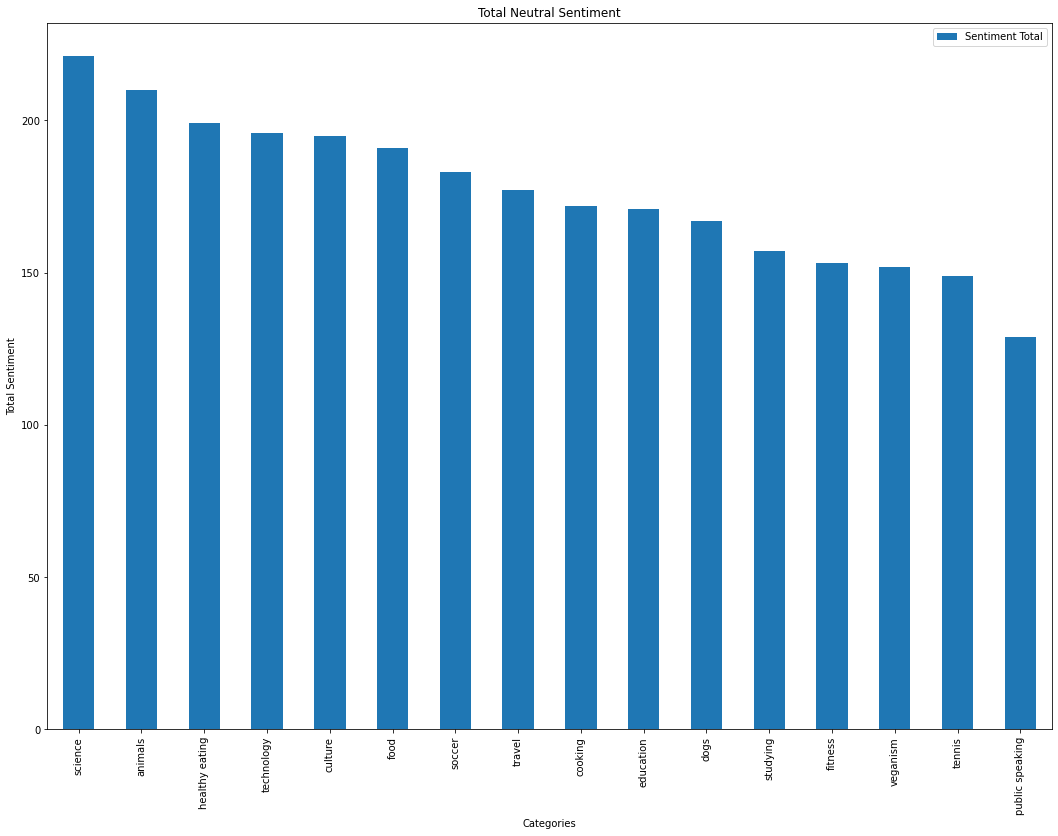 Total Neutral Sentiment
Sentiment Total
Total Sentiment
200
150
100
50
0
science
animals
healthy eating
technology
culture
food
soccer
travel
cooking
education
dogs
studying
fitness
veganism
tennis
public speaking
Categories